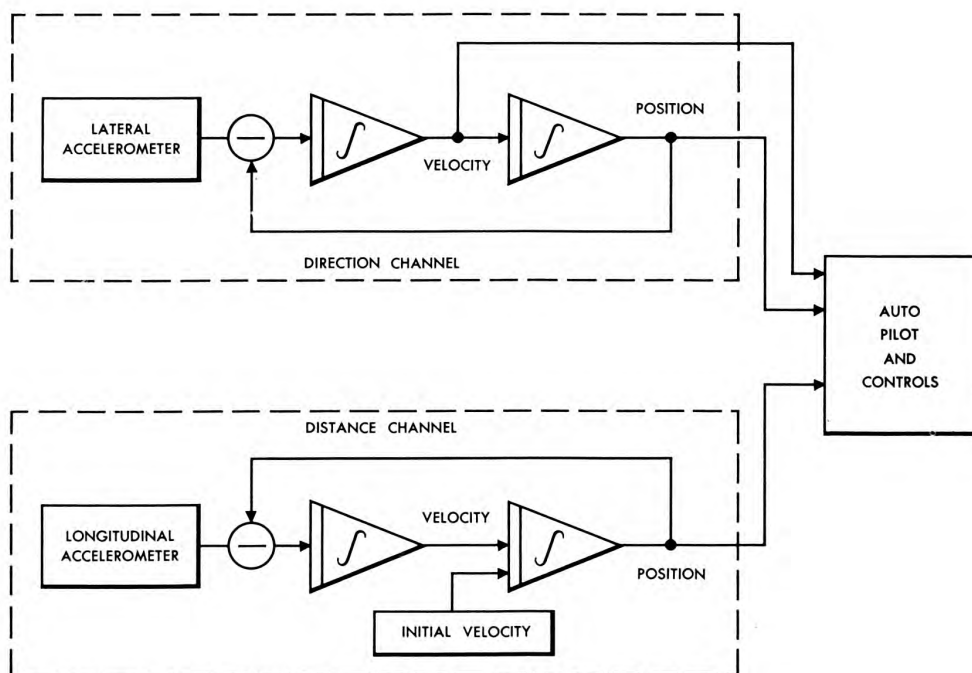 LATERAL
ACCELEROMETER
—
∫
VELOCITY
∫
POSITION
DIRECTION CHANNEL
AUTO
PILOT
AND
CONTROLS
DISTANCE CHANNEL
LONGITUDINAL
ACCELEROMETER
—
∫
VELOCITY
∫
POSITION
INITIAL VELOCITY